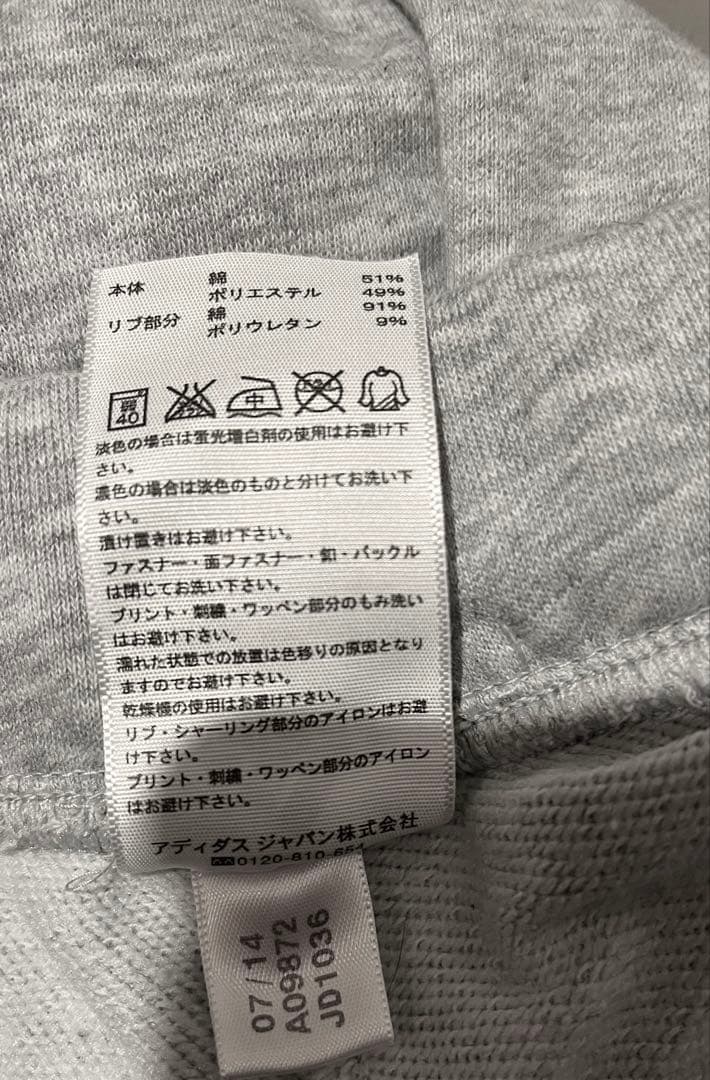 本体 綿 51%
ポリエステル 49%
リブ部分 綿 91%
ポリウレタン 9%
弱 40 中
淡色の場合は蛍光増白剤の使用はお避け下
さい。
濃色の場合は淡色のものと分けてお洗い下
さい。
漬け置きはお避け下さい。
ファスナー・面ファスナー・釦・バックル
は閉じてお洗い下さい。
プリント・刺繍・ワッペン部分のもみ洗い
はお避け下さい。
濡れた状態での放置は色移りの原因となり
ますのでお避け下さい。
乾燥機の使用はお避け下さい。
リブ・シャーリング部分のアイロンはお避
け下さい。
プリント・刺繍・ワッペン部分のアイロン
はお避け下さい。
アディダス ジャパン株式会社
0120-810-654
07/14
A09872
JD1036